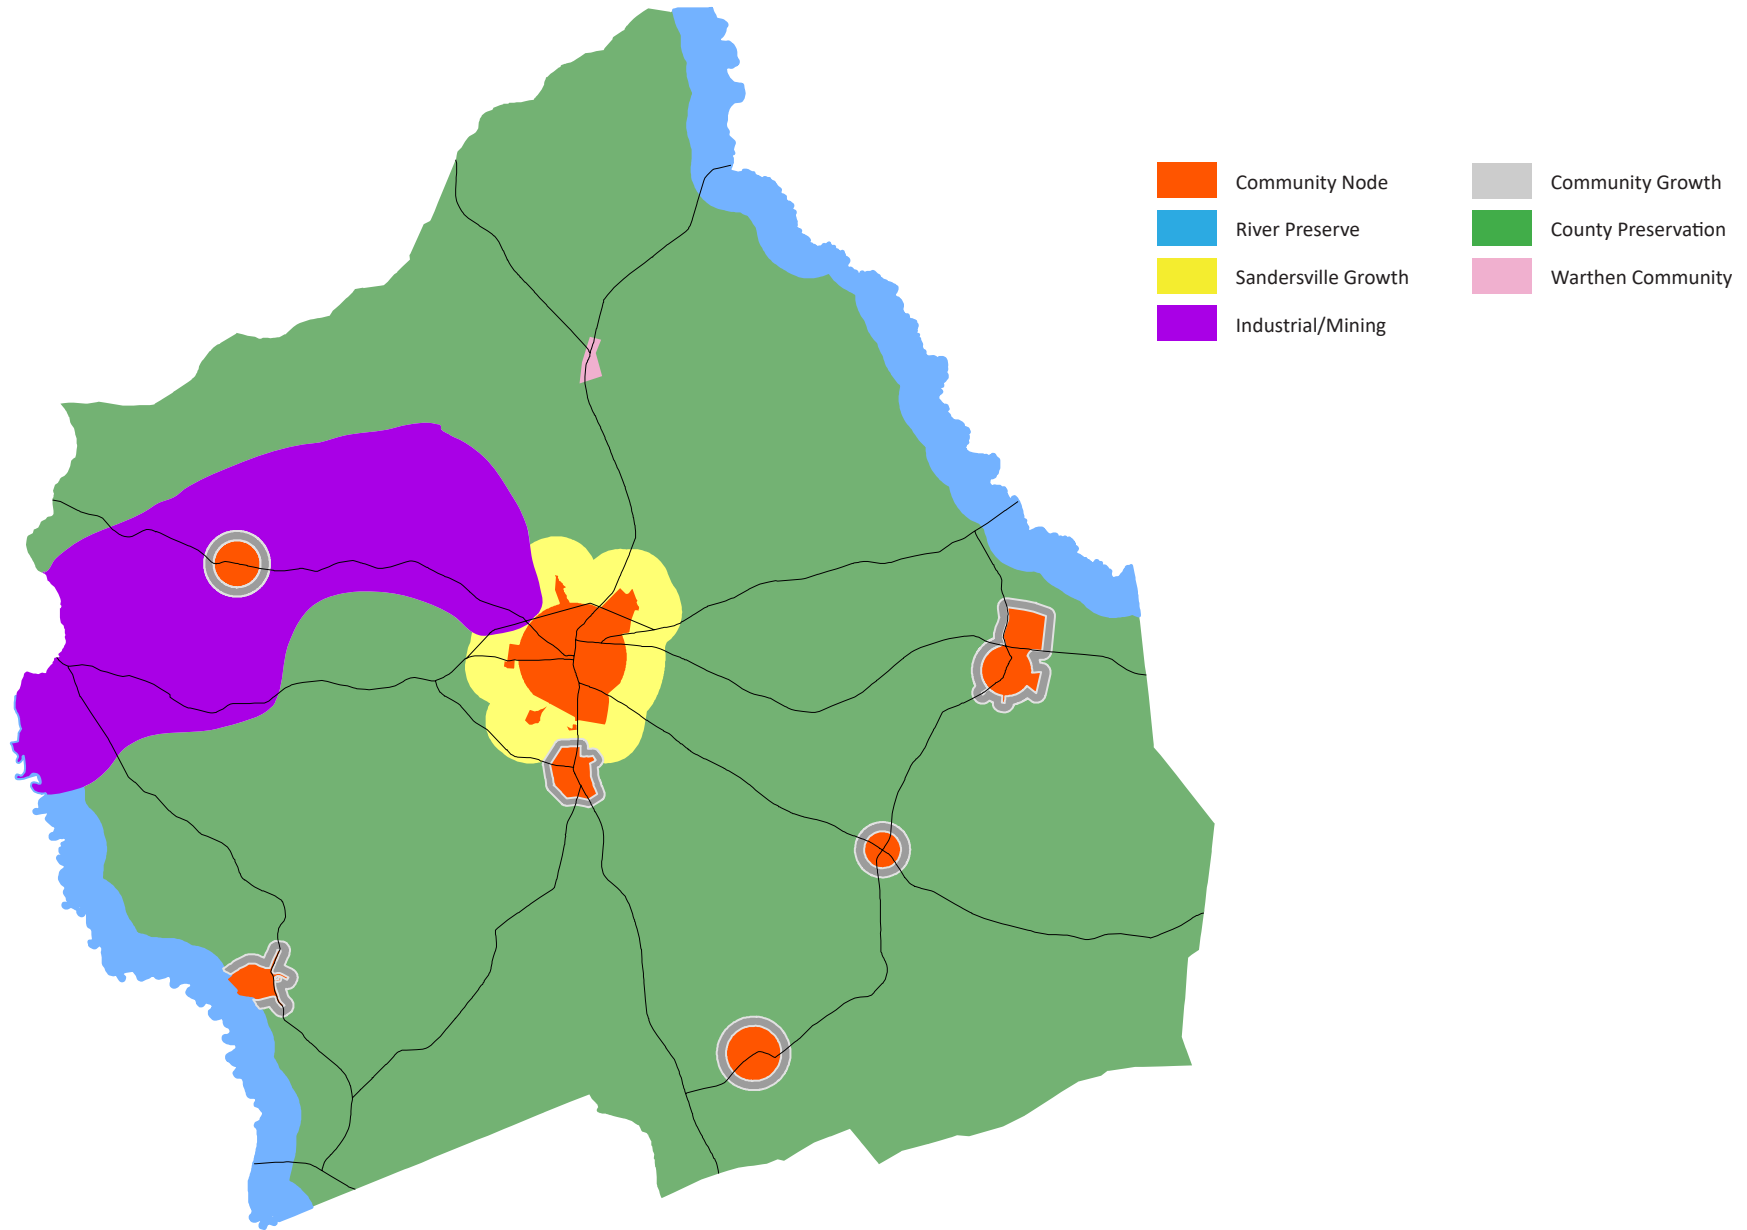 Community Node
Community Growth
River Preserve
County Preservation
Sandersville Growth
Warthen Community
Industrial/Mining